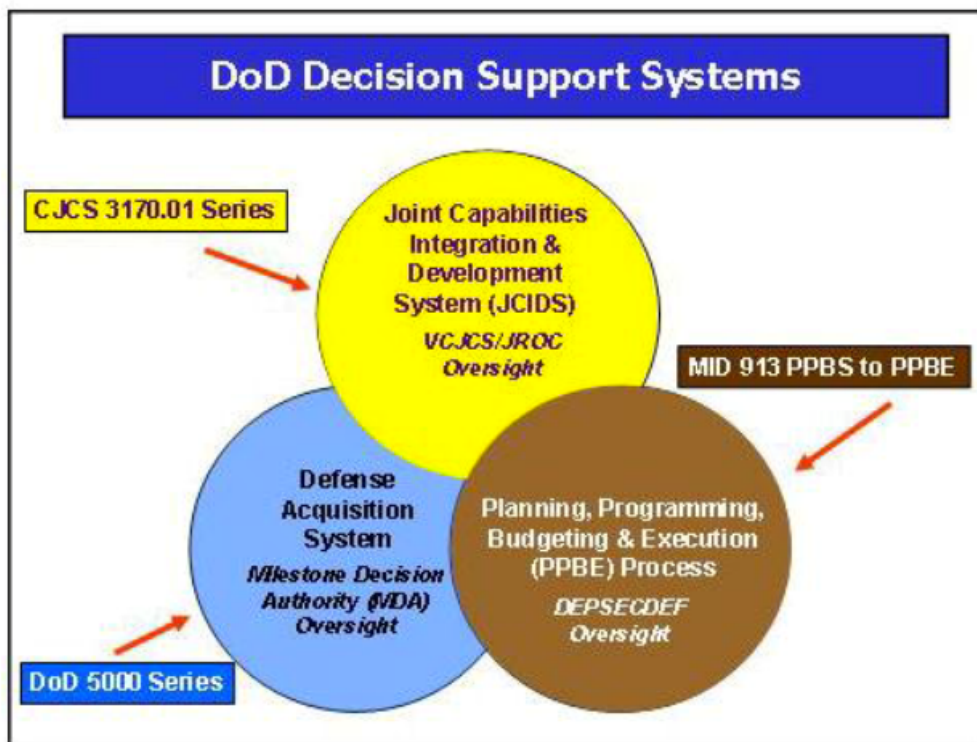 DoD Decision Support Systems
CJCS 3170.01 Series
Joint Capabilities
Integration &
Development
System (JCIDS)
VCJCS/JROC
Oversight
MID 913 PPBS to PPBE
Defense
Acquisition
System
Milestone Decision
Authority (MDA)
Oversight
Planning, Programming,
Budgeting & Execution
(PPBE) Process
DEPSECDEF
Oversight
DoD 5000 Series